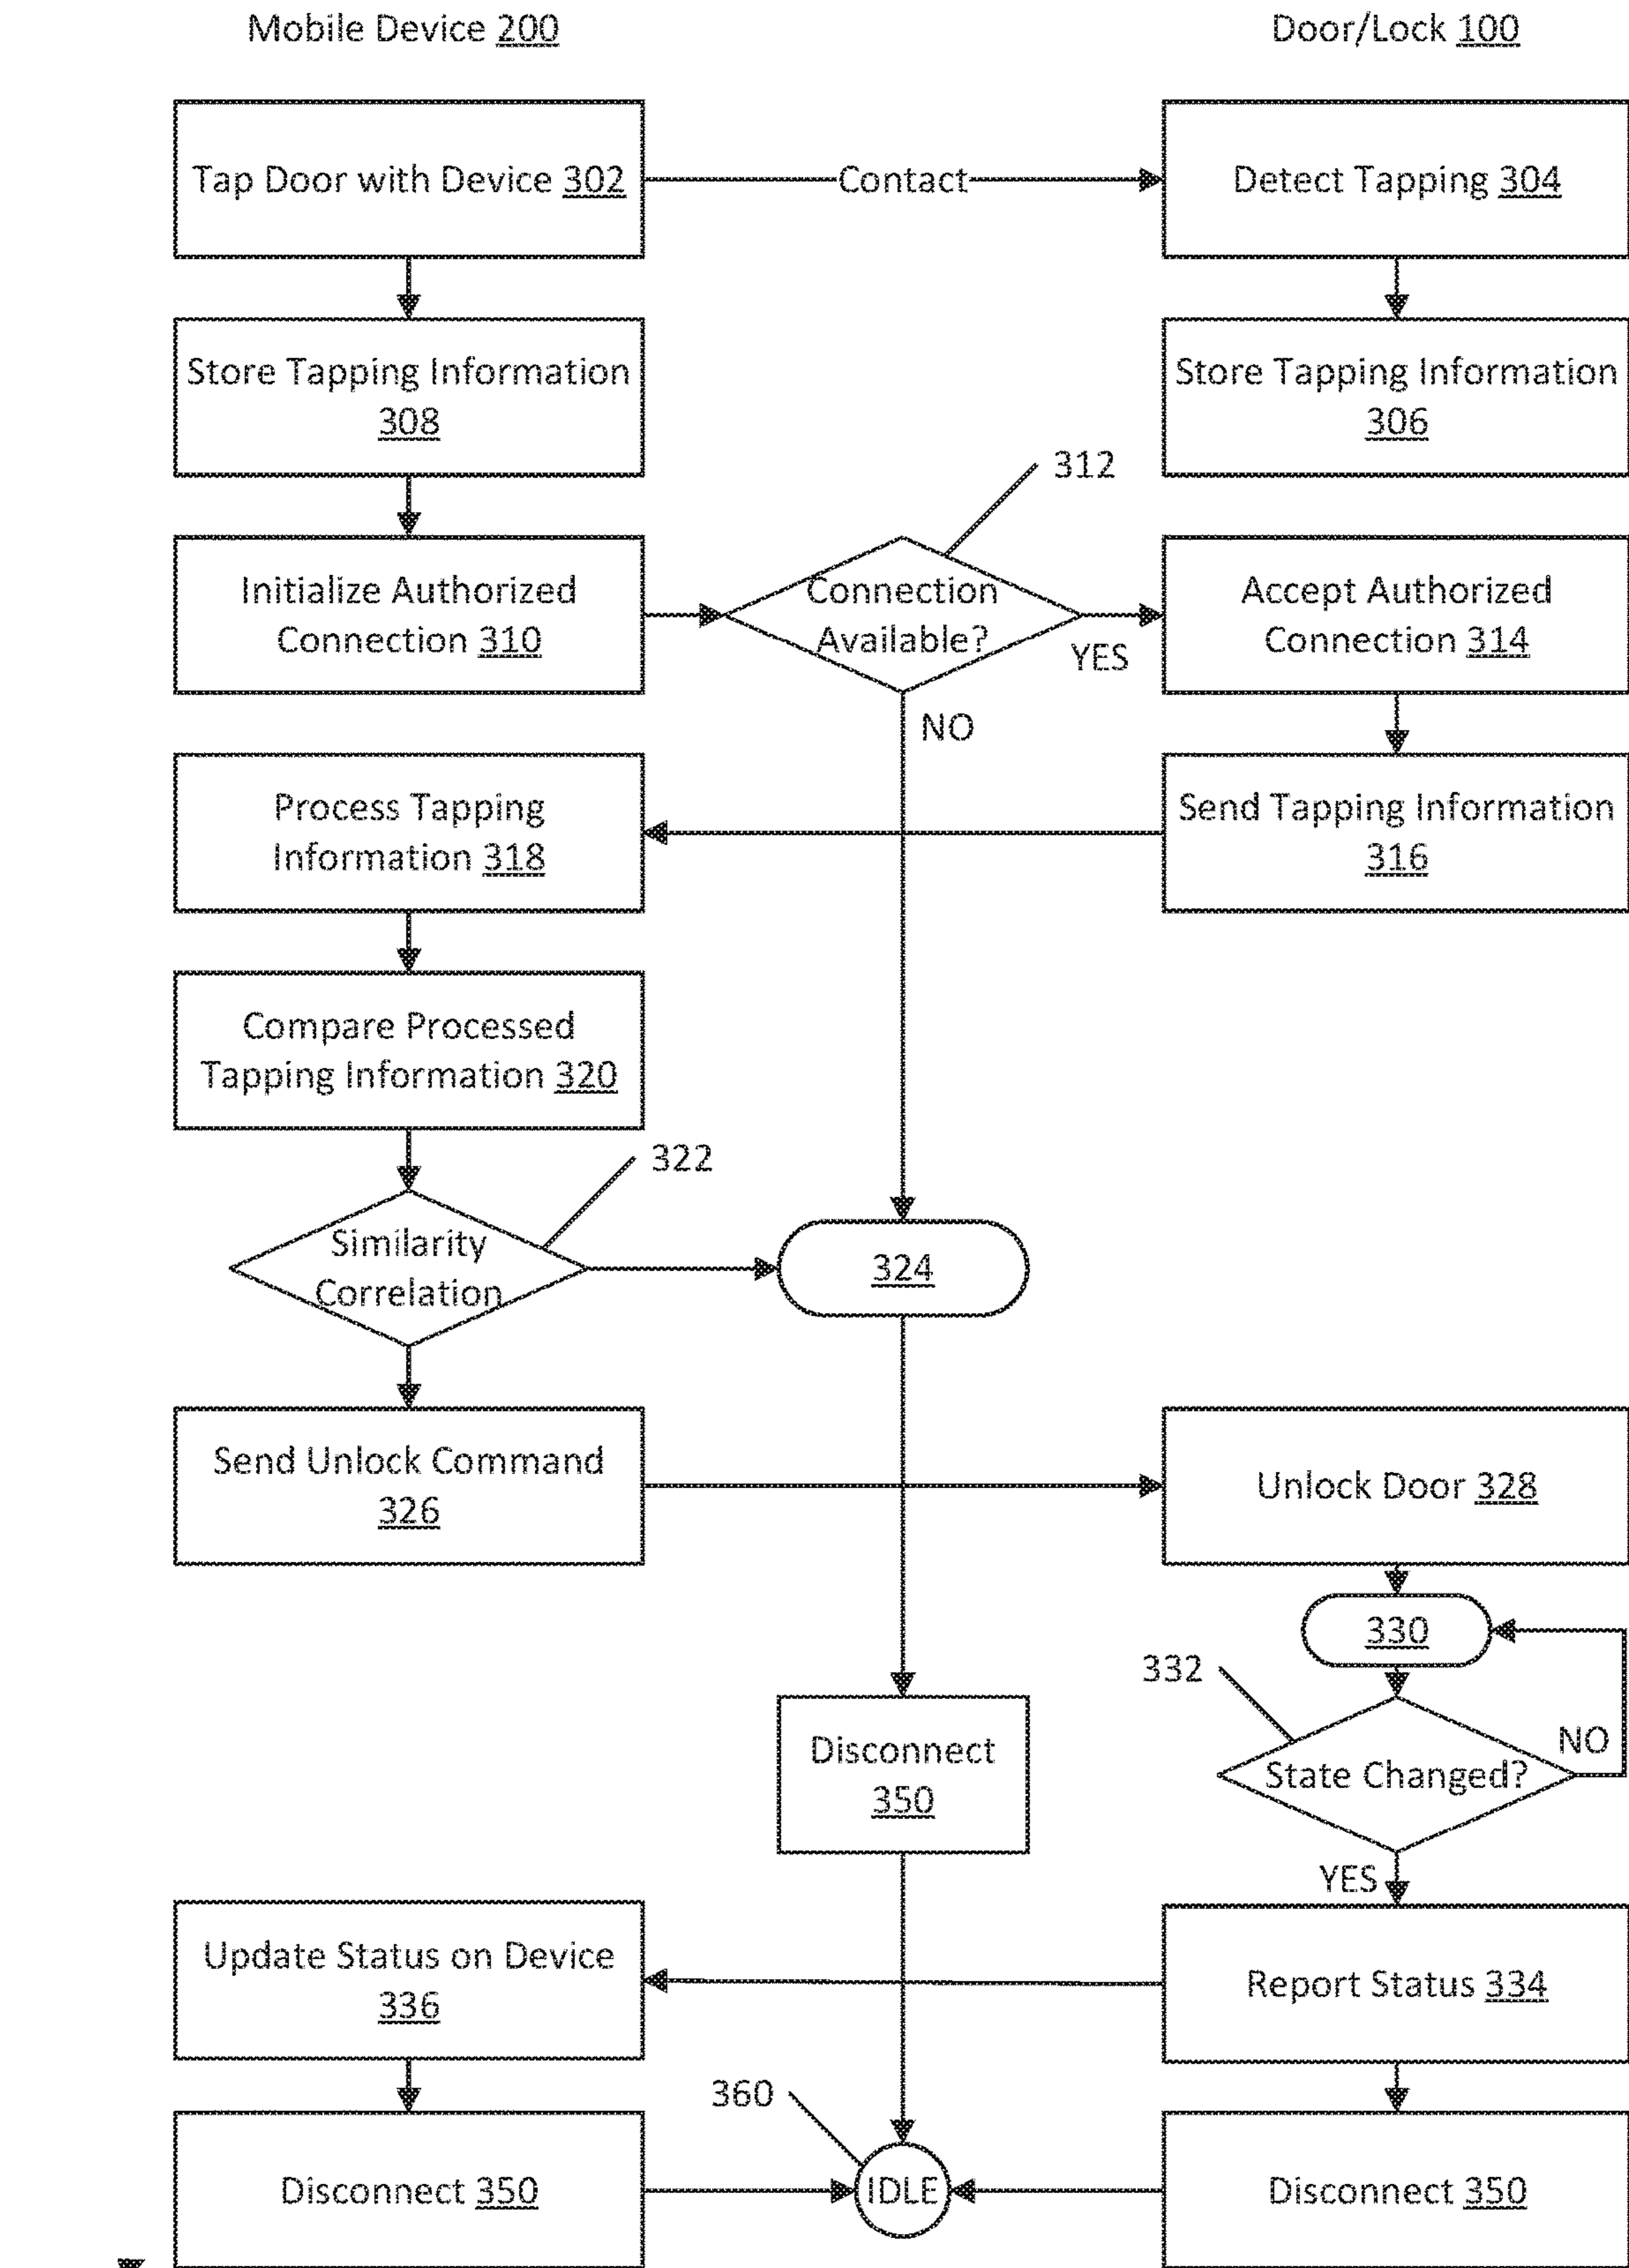 Mobile Device 200
Door/Lock 100
Tap Door with Device 302
Contact
Detect Tapping 304
Store Tapping Information
308
Store Tapping Information
306
312
Initialize Authorized
Connection 310
Connection
Available?
YES
NO
Accept Authorized
Connection 314
Process Tapping
Information 318
Send Tapping Information
316
Compare Processed
Tapping Information 320
322
Similarity
Correlation
324
Send Unlock Command
326
Unlock Door 328
330
332
State Changed?
NO
YES
Disconnect
350
Update Status on Device
336
Report Status 334
360
Disconnect 350
IDLE
Disconnect 350